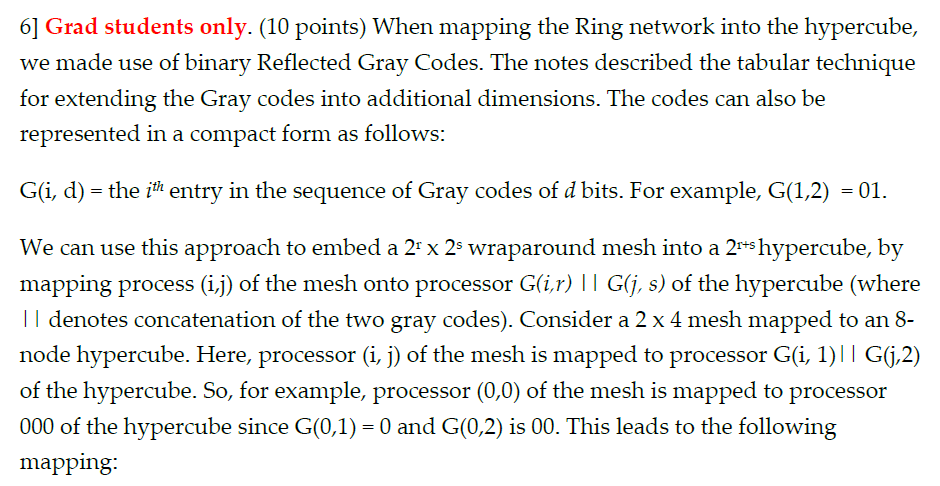 6] Grad students only. (10 points) When mapping the Ring network into the hypercube,
we made use of binary Reflected Gray Codes. The notes described the tabular technique
for extending the Gray codes into additional dimensions. The codes can also be
represented in a compact form as follows:
G(i, d) = the iᵗʰ entry in the sequence of Gray codes of d bits. For example, G(1,2) = 01.
We can use this approach to embed a 2ʳ x 2ˢ wraparound mesh into a 2ʳ⁺ˢ hypercube, by
mapping process (i,j) of the mesh onto processor G(i,r) || G(j, s) of the hypercube (where
|| denotes concatenation of the two gray codes). Consider a 2 x 4 mesh mapped to an 8-
node hypercube. Here, processor (i, j) of the mesh is mapped to processor G(i, 1)|| G(j,2)
of the hypercube. So, for example, processor (0,0) of the mesh is mapped to processor
000 of the hypercube since G(0,1) = 0 and G(0,2) is 00. This leads to the following
mapping: